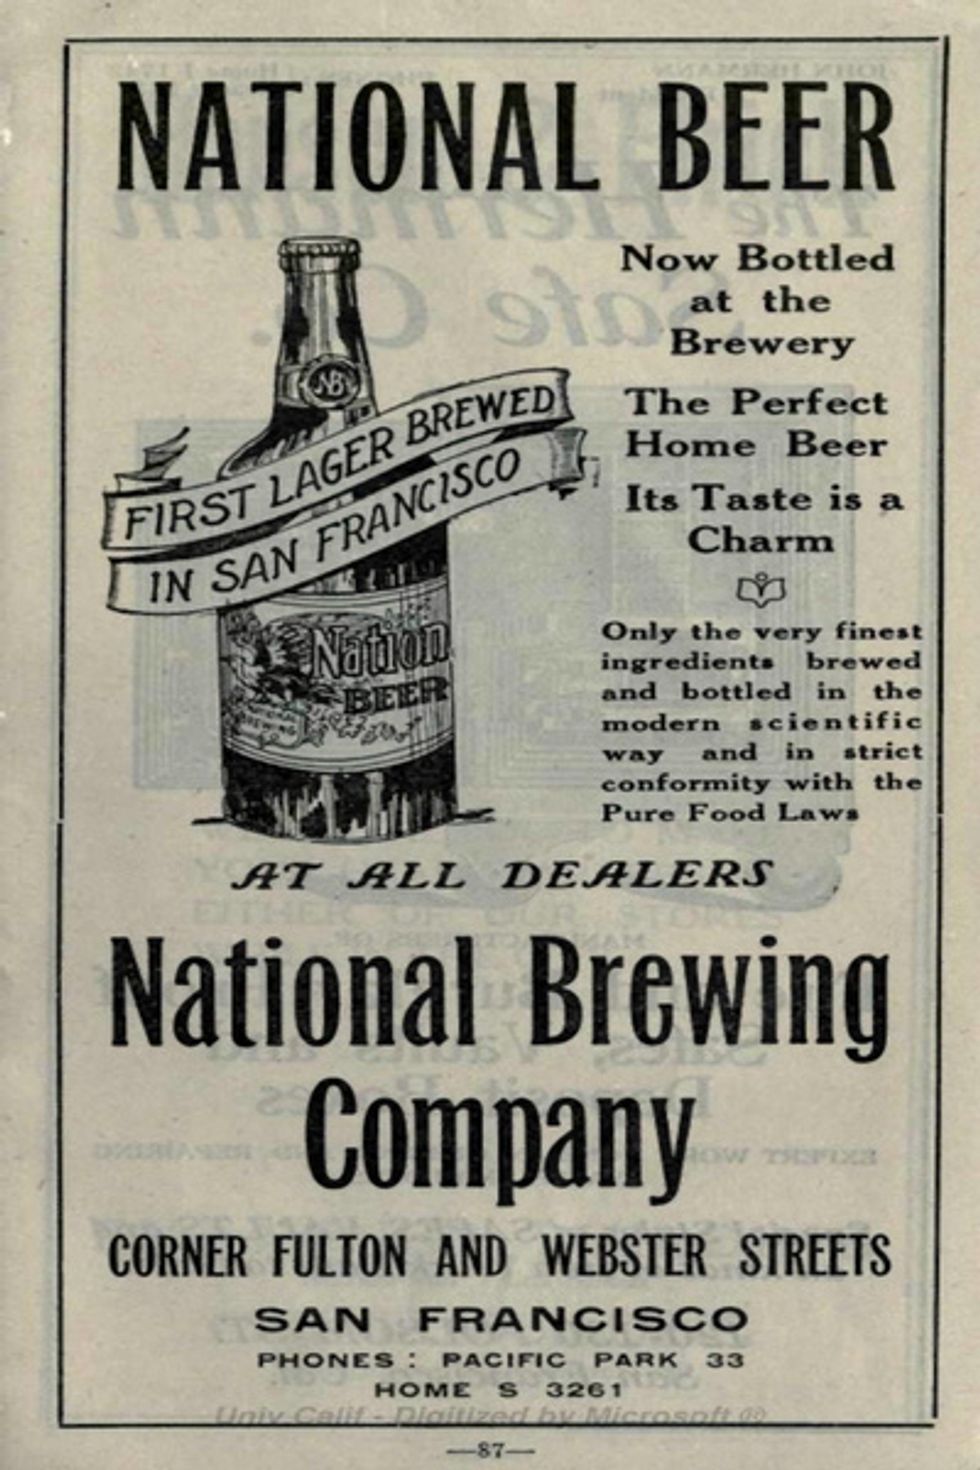 NATIONAL BEER
Now Bottled
at the
Brewery
The Perfect
Home Beer
Its Taste is a
Charm
NB
FIRST LAGER BREWED
IN SAN FRANCISCO
Nation
BEER
BREWING
Only the very finest
ingredients brewed
and bottled in the
modern scientific
way and in strict
conformity with the
Pure Food Laws
AT ALL DEALERS
National Brewing
Company
CORNER FULTON AND WEBSTER STREETS
SAN FRANCISCO
PHONES: PACIFIC PARK 33
HOME S 3261
Univ Calif - Digitized by Microsoft ®
—87—